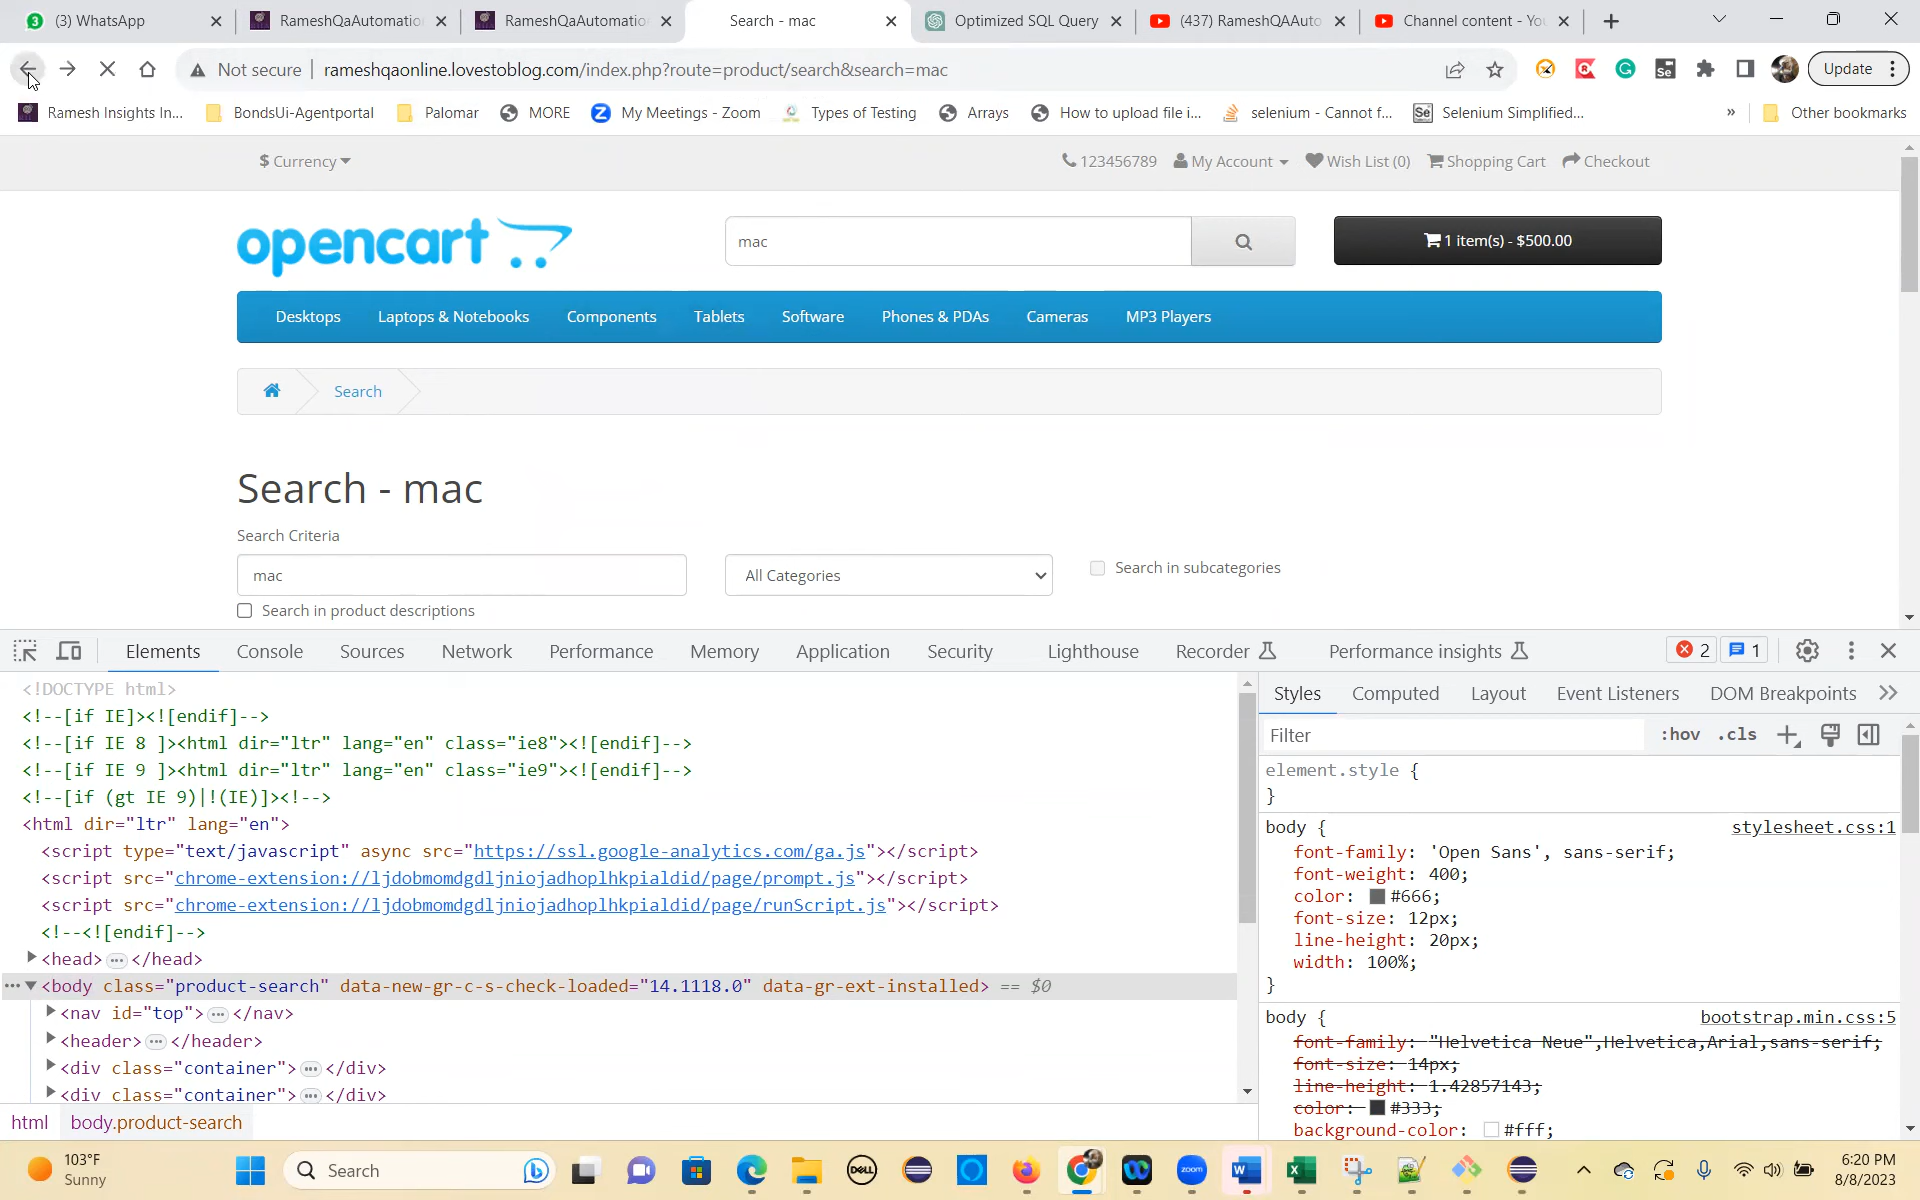 (3) WhatsApp
RameshQaAutomatio
RameshQaAutomatio
Search - mac
Optimized SQL Query
(437) RameshQAAuto
Channel content - Yo
Not secure
rameshqaonline.lovestoblog.com/index.php?route=product/search&search=mac
Update
Ramesh Insights In...
BondsUi-Agentportal
Palomar
MORE
My Meetings - Zoom
Types of Testing
Arrays
How to upload file i...
selenium - Cannot f...
Selenium Simplified...
»
Other bookmarks
$ Currency
123456789
My Account
Wish List (0)
Shopping Cart
Checkout
opencart
mac
1 item(s) - $500.00
Desktops
Laptops & Notebooks
Components
Tablets
Software
Phones & PDAs
Cameras
MP3 Players
Search
Search - mac
Search Criteria
mac
All Categories
Search in subcategories
Search in product descriptions
Elements
Console
Sources
Network
Performance
Memory
Application
Security
Lighthouse
Recorder
Performance insights
2
1
<!DOCTYPE html>
<!--[if IE]><![endif]-->
<!--[if IE 8 ]><html dir="ltr" lang="en" class="ie8"><![endif]-->
<!--[if IE 9 ]><html dir="ltr" lang="en" class="ie9"><![endif]-->
<!--[if (gt IE 9)|!(IE)]><!-->
<html dir="ltr" lang="en">
<script type="text/javascript" async src="https://ssl.google-analytics.com/ga.js"></script>
<script src="chrome-extension://ljdobmomdgdljniojadhoplhkpialdid/page/prompt.js"></script>
<script src="chrome-extension://ljdobmomdgdljniojadhoplhkpialdid/page/runScript.js"></script>
<!--<![endif]-->
<head> … </head>
… <body class="product-search" data-new-gr-c-s-check-loaded="14.1118.0" data-gr-ext-installed> == $0
<nav id="top"> … </nav>
<header> … </header>
<div class="container"> … </div>
<div class="container"> … </div>
html
body.product-search
Styles
Computed
Layout
Event Listeners
DOM Breakpoints
»
Filter
:hov
.cls
element.style {
}
body {
stylesheet.css:1
font-family: 'Open Sans', sans-serif;
font-weight: 400;
color: #666;
font-size: 12px;
line-height: 20px;
width: 100%;
}
body {
bootstrap.min.css:5
font-family: "Helvetica Neue",Helvetica,Arial,sans-serif;
font-size: 14px;
line-height: 1.42857143;
color: #333;
background-color: #fff;
103°F
Sunny
Search
DELL
zoom
6:20 PM
8/8/2023